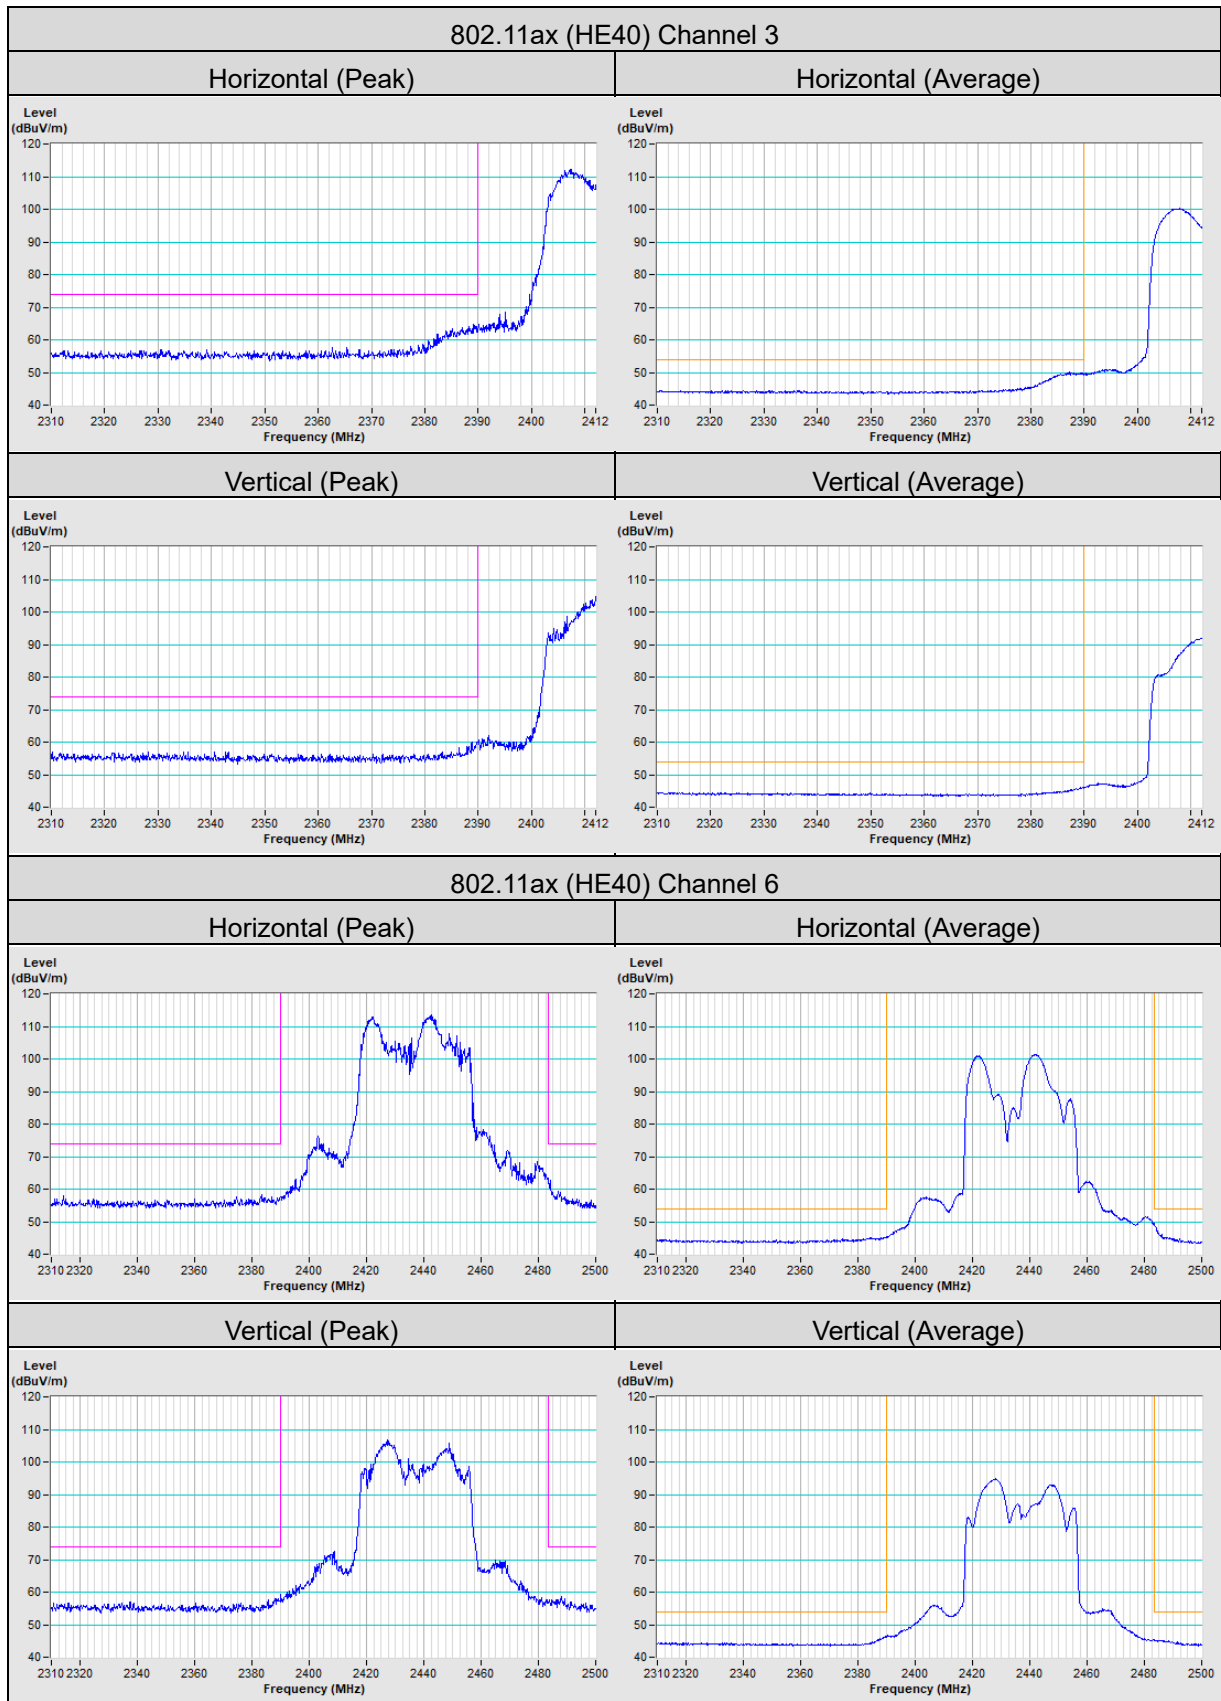 802.11ax (HE40) Channel 3
Horizontal (Peak) Horizontal (Average)
Level Level
(dBuV/m) (dBuV/m)
120 120
110 110
100 100
90 90
80 80
70 70
60 60
50 50
40 40
2310 2320 2330 2340 2350 2360 2370 2380 2390 2400 2412 2310 2320 2330 2340 2350 2360 2370 2380 2390 2400 2412
Frequency (MHz) Frequency (MHz)
Vertical (Peak) Vertical (Average)
Level Level
(dBuV/m) (dBuV/m)
120 120
110 110
100 100
90 90
80 80
70 70
60 60
50 50
40 40
2310 2320 2330 2340 2350 2360 2370 2380 2390 2400 2412 2310 2320 2330 2340 2350 2360 2370 2380 2390 2400 2412
Frequency (MHz) Frequency (MHz)
802.11ax (HE40) Channel 6
Horizontal (Peak) Horizontal (Average)
Level Level
(dBuV/m) (dBuV/m)
120 120
110 110
100 100
90 90
80 80
70 70
60 60
50 50
40 40
2310 2320 2340 2360 2380 2400 2420 2440 2460 2480 2500 2310 2320 2340 2360 2380 2400 2420 2440 2460 2480 2500
Frequency (MHz) Frequency (MHz)
Vertical (Peak) Vertical (Average)
Level Level
(dBuV/m) (dBuV/m)
120 120
110 110
100 100
90 90
80 80
70 70
60 60
50 50
40 40
2310 2320 2340 2360 2380 2400 2420 2440 2460 2480 2500 2310 2320 2340 2360 2380 2400 2420 2440 2460 2480 2500
Frequency (MHz) Frequency (MHz)